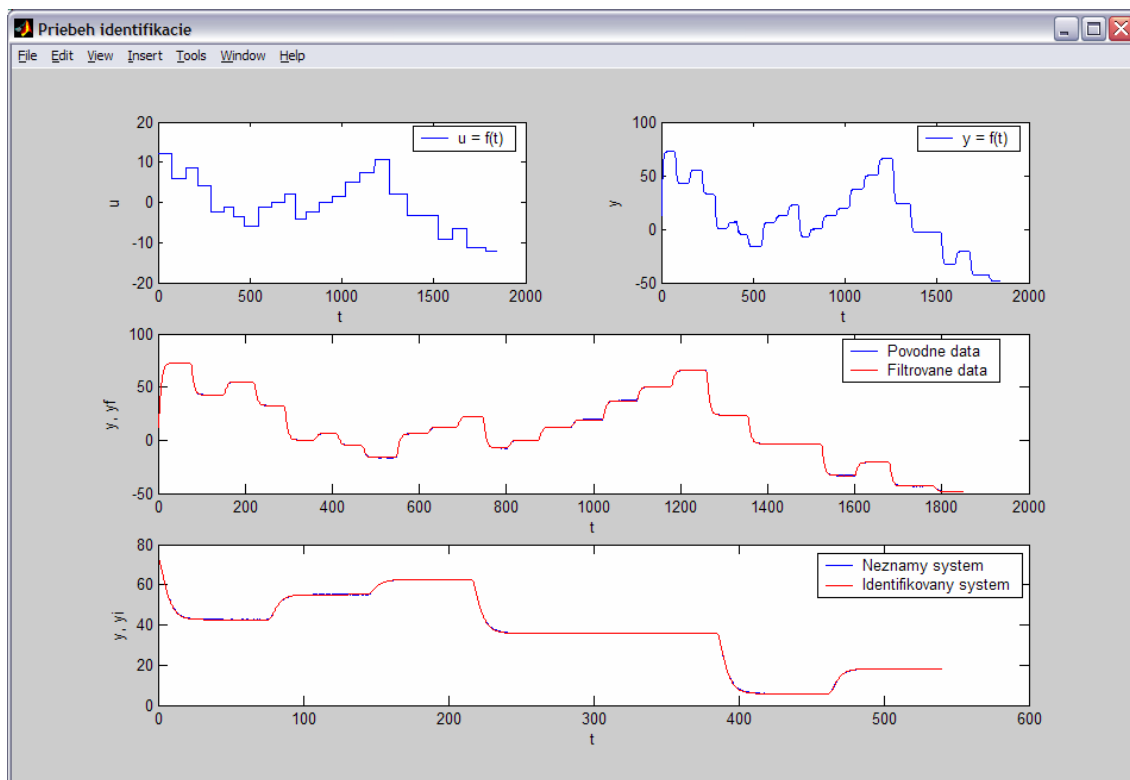 Priebeh identifikacie
File Edit View Insert Tools Window Help
20
10
0
-10
-20
u
u = f(t)
0 500 1000 1500 2000
t
100
50
0
-50
y
y = f(t)
0 500 1000 1500 2000
t
100
50
0
-50
y, yf
Povodne data
Filtrovane data
0 200 400 600 800 1000 1200 1400 1600 1800 2000
t
80
60
40
20
0
y, yi
Neznamy system
Identifikovany system
0 100 200 300 400 500 600
t